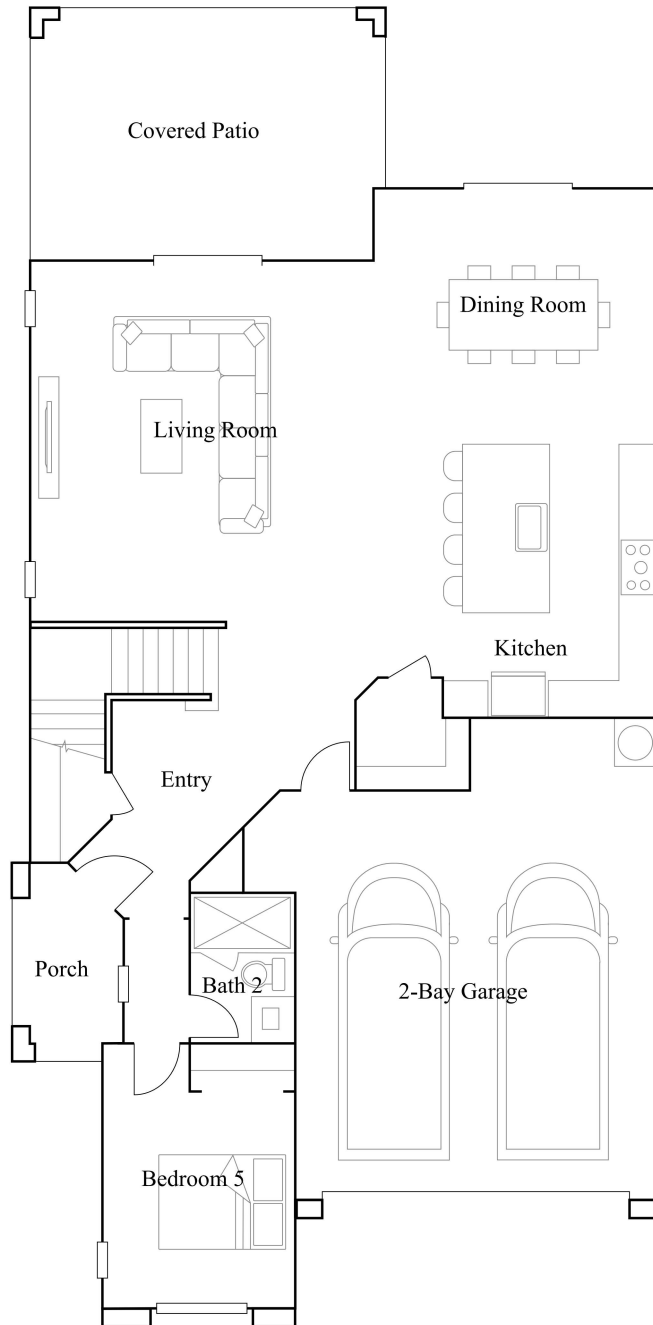 Covered Patio
Dining Room
Living Room
Kitchen
Entry
Porch
Bath 2
2-Bay Garage
Bedroom 5